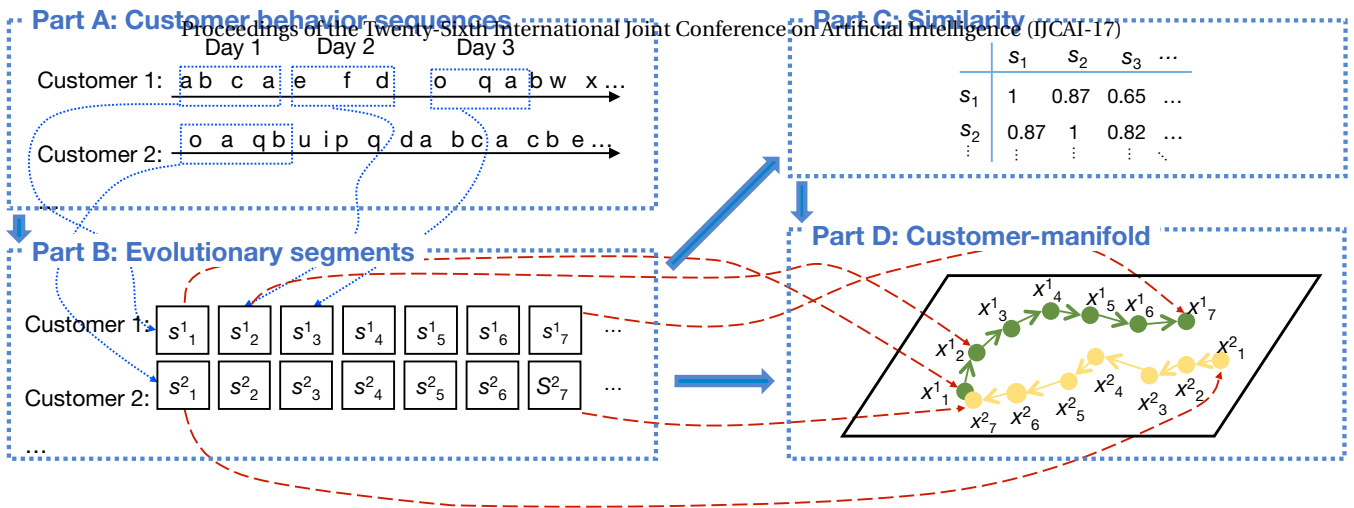 Part A: Customer behavior sequences
Part C: Similarity
Proceedings of the Twenty-Sixth International Joint Conference on Artificial Intelligence (IJCAI-17)
Day 1 Day 2 Day 3
Customer 1: a b c a e f d o q a b w x ...
Customer 2: o a q b u i p q d a b c a c b e ...
...
s₁ s₂ s₃ ...
s₁ 1 0.87 0.65 ...
s₂ 0.87 1 0.82 ...
⋮ ⋮ ⋮ ⋮ ⋱
Part B: Evolutionary segments
Customer 1: s¹₁ s¹₂ s¹₃ s¹₄ s¹₅ s¹₆ s¹₇ ...
Customer 2: s²₁ s²₂ s²₃ s²₄ s²₅ s²₆ S²₇ ...
...
Part D: Customer-manifold
x¹₁ x¹₂ x¹₃ x¹₄ x¹₅ x¹₆ x¹₇
x²₇ x²₆ x²₅ x²₄ x²₃ x²₂ x²₁